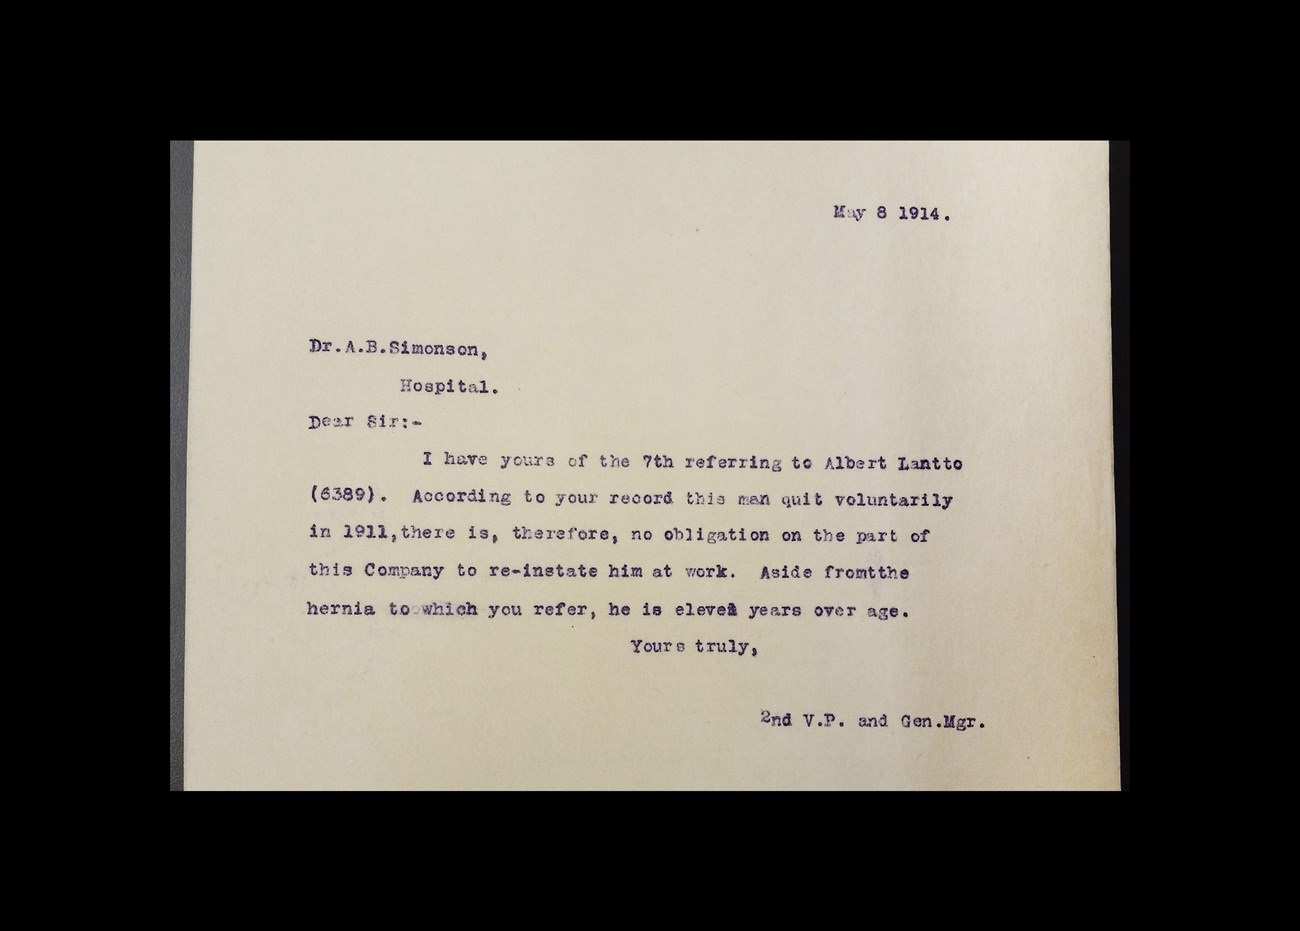 May 8 1914.
Dr.A.B.Simonson,
Hospital.
Dear Sir:-
I have yours of the 7th referring to Albert Lantto
(6389). According to your record this man quit voluntarily
in 1911,there is, therefore, no obligation on the part of
this Company to re-instate him at work. Aside fromtthe
hernia to which you refer, he is eleven years over age.
Yours truly,
2nd V.P. and Gen.Mgr.